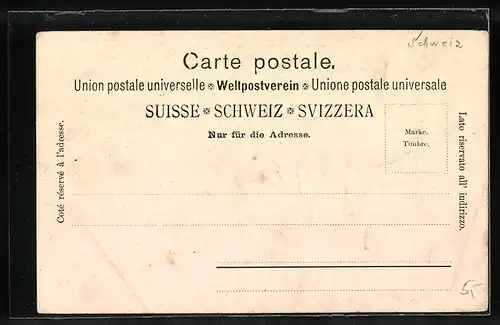 Schweiz
Carte postale.
Union postale universelle ※ Weltpostverein ※ Unione postale universale
SUISSE ※ SCHWEIZ ※ SVIZZERA
Nur für die Adresse.
Marke.
Timbre.
Coté réservé à l'adresse.
Lato riservato all' indirizzo.
5,-